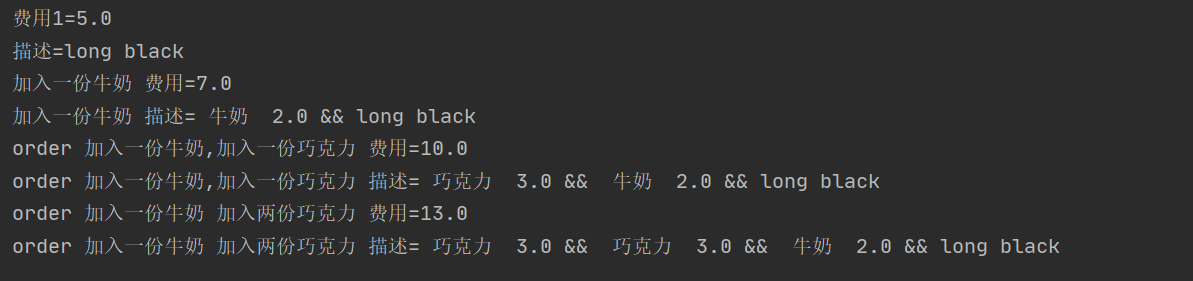 费用1=5.0
描述=long black
加入一份牛奶 费用=7.0
加入一份牛奶 描述= 牛奶  2.0 && long black
order 加入一份牛奶,加入一份巧克力 费用=10.0
order 加入一份牛奶,加入一份巧克力 描述= 巧克力  3.0 &&  牛奶  2.0 && long black
order 加入一份牛奶 加入两份巧克力 费用=13.0
order 加入一份牛奶 加入两份巧克力 描述= 巧克力  3.0 &&  巧克力  3.0 &&  牛奶  2.0 && long black